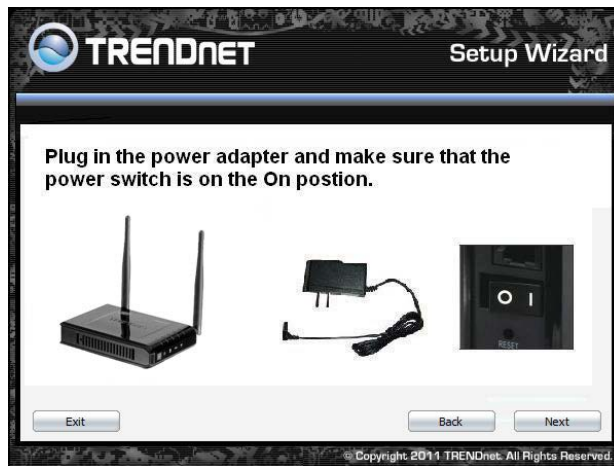 TRENDNET
Setup Wizard
Plug in the power adapter and make sure that the
power switch is on the On postion.
O I
RESET
Exit
Back
Next
Copyright 2011 TRENDnet. All Rights Reserved.